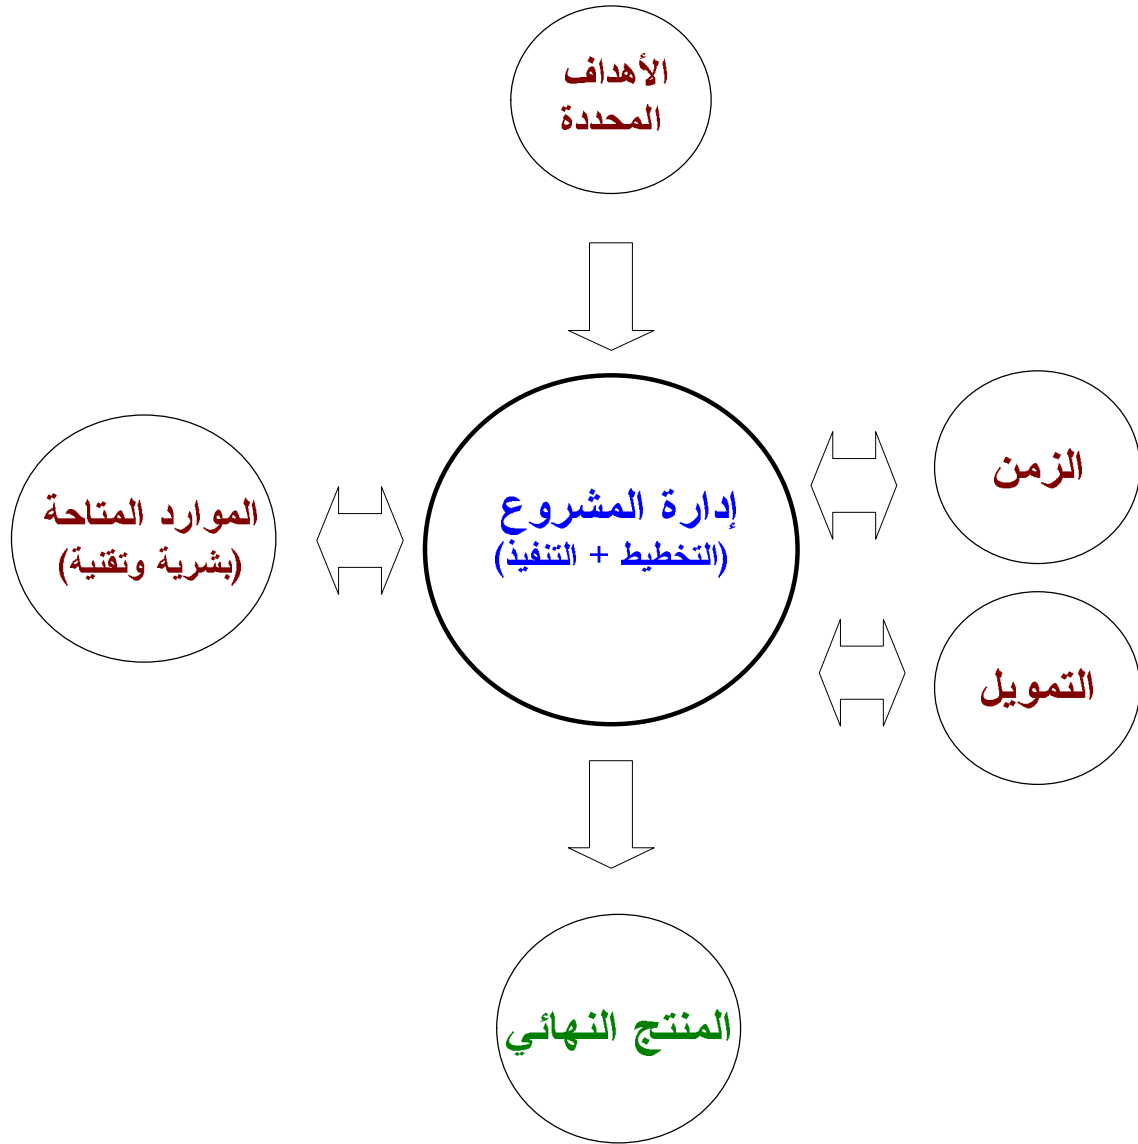 الأهداف
المحددة
الزمن
إدارة المشروع
(التخطيط + التنفيذ)
الموارد المتاحة
(بشرية وتقنية)
التمويل
المنتج النهائي